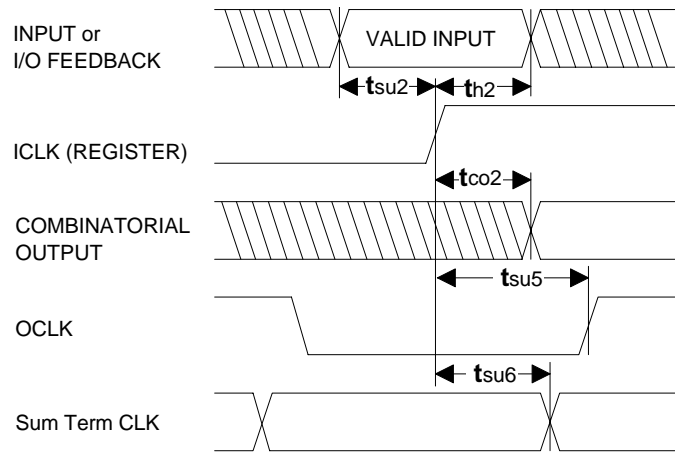 INPUT or
I/O FEEDBACK
VALID INPUT
tsu2
th2
ICLK (REGISTER)
tco2
COMBINATORIAL
OUTPUT
tsu5
OCLK
tsu6
Sum Term CLK